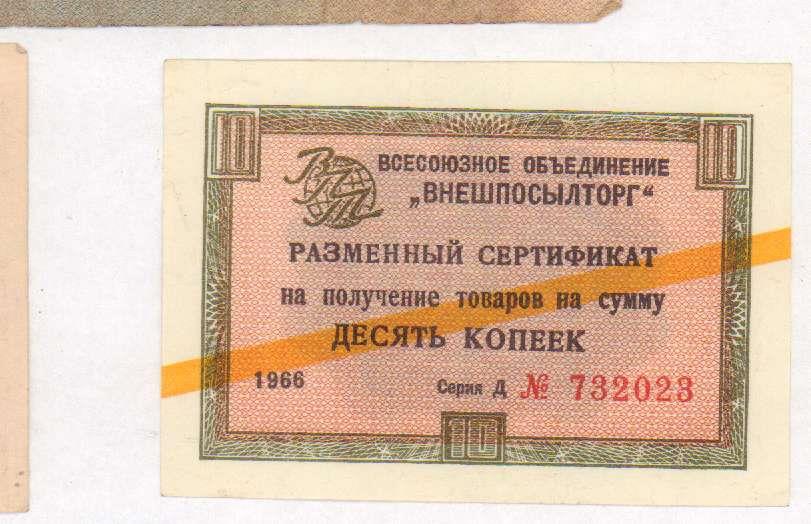 10 10
ВПТ
ВСЕСОЮЗНОЕ ОБЪЕДИНЕНИЕ
„ВНЕШПОСЫЛТОРГ“
РАЗМЕННЫЙ СЕРТИФИКАТ
на получение товаров на сумму
ДЕСЯТЬ КОПЕЕК
1966 Серия Д № 732023
10